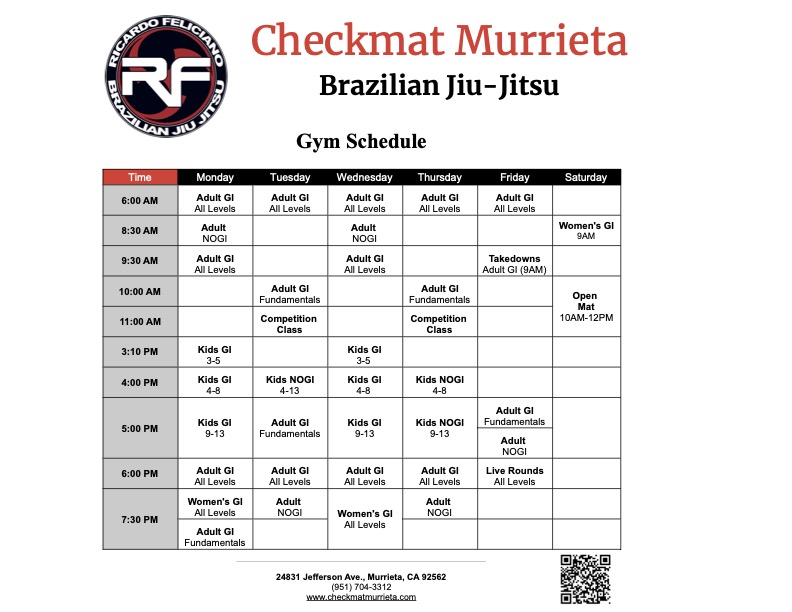 RICARDO FELICIANO
RF
BRAZILIAN JIU JITSU
Checkmat Murrieta
Brazilian Jiu-Jitsu
Gym Schedule
Time Monday Tuesday Wednesday Thursday Friday Saturday
6:00 AM Adult GI Adult GI Adult GI Adult GI Adult GI
All Levels All Levels All Levels All Levels All Levels
8:30 AM Adult Adult Women's GI
NOGI NOGI 9AM
9:30 AM Adult GI Adult GI Takedowns
All Levels All Levels Adult GI (9AM)
10:00 AM Adult GI Adult GI
Fundamentals Fundamentals
Open
Mat
10AM-12PM
11:00 AM Competition Competition
Class Class
3:10 PM Kids GI Kids GI
3-5 3-5
4:00 PM Kids GI Kids NOGI Kids GI Kids NOGI
4-8 4-13 4-8 4-8
5:00 PM Kids GI Adult GI Kids GI Kids NOGI
9-13 Fundamentals 9-13 9-13
Adult GI
Fundamentals
Adult
NOGI
6:00 PM Adult GI Adult GI Adult GI Adult GI Live Rounds
All Levels All Levels All Levels All Levels All Levels
7:30 PM Women's GI Adult Women's GI Adult
All Levels NOGI All Levels NOGI
Adult GI
Fundamentals
24831 Jefferson Ave., Murrieta, CA 92562
(951) 704-3312
www.checkmatmurrieta.com